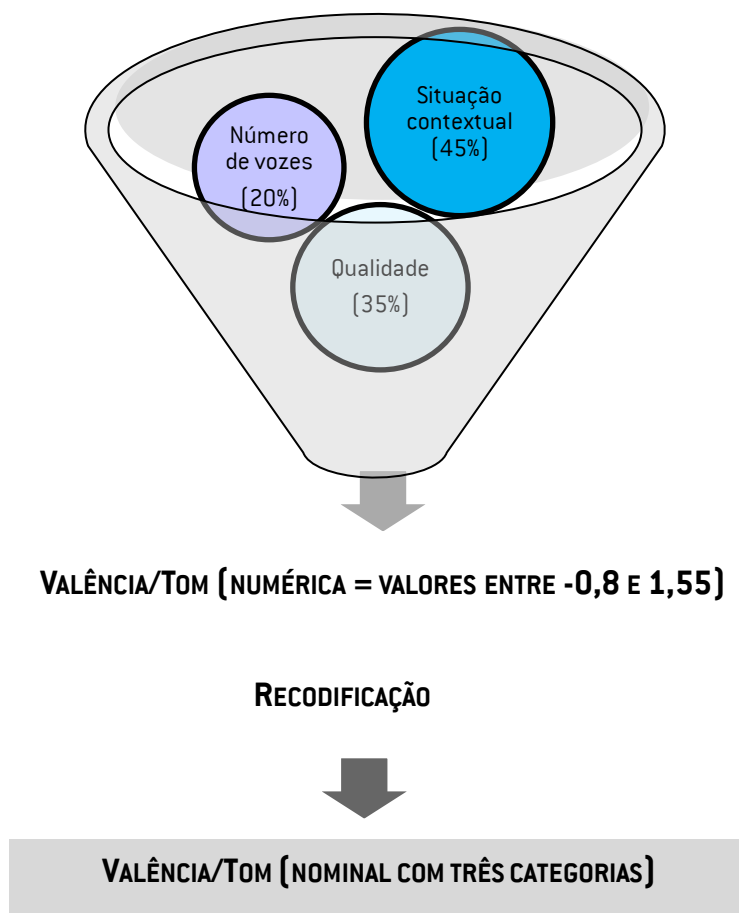 Situação
contextual
(45%)
Número
de vozes
(20%)
Qualidade
(35%)
VALÊNCIA/TOM (NUMÉRICA = VALORES ENTRE -0,8 E 1,55)
RECODIFICAÇÃO
VALÊNCIA/TOM (NOMINAL COM TRÊS CATEGORIAS)